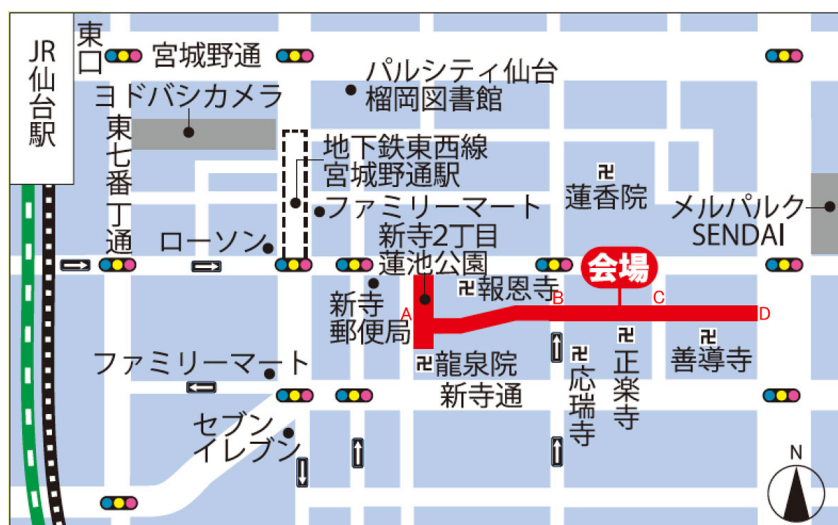 JR仙台駅
東口
宮城野通
ヨドバシカメラ
パルシティ仙台
榴岡図書館
東七番丁通
地下鉄東西線
宮城野通駅
ファミリーマート
蓮香院
メルパルク
SENDAI
ローソン
新寺2丁目
蓮池公園
会場
報恩寺
新寺
郵便局
A
B
C
D
ファミリーマート
龍泉院
新寺通
応瑞寺
正楽寺
善導寺
セブン
イレブン
N